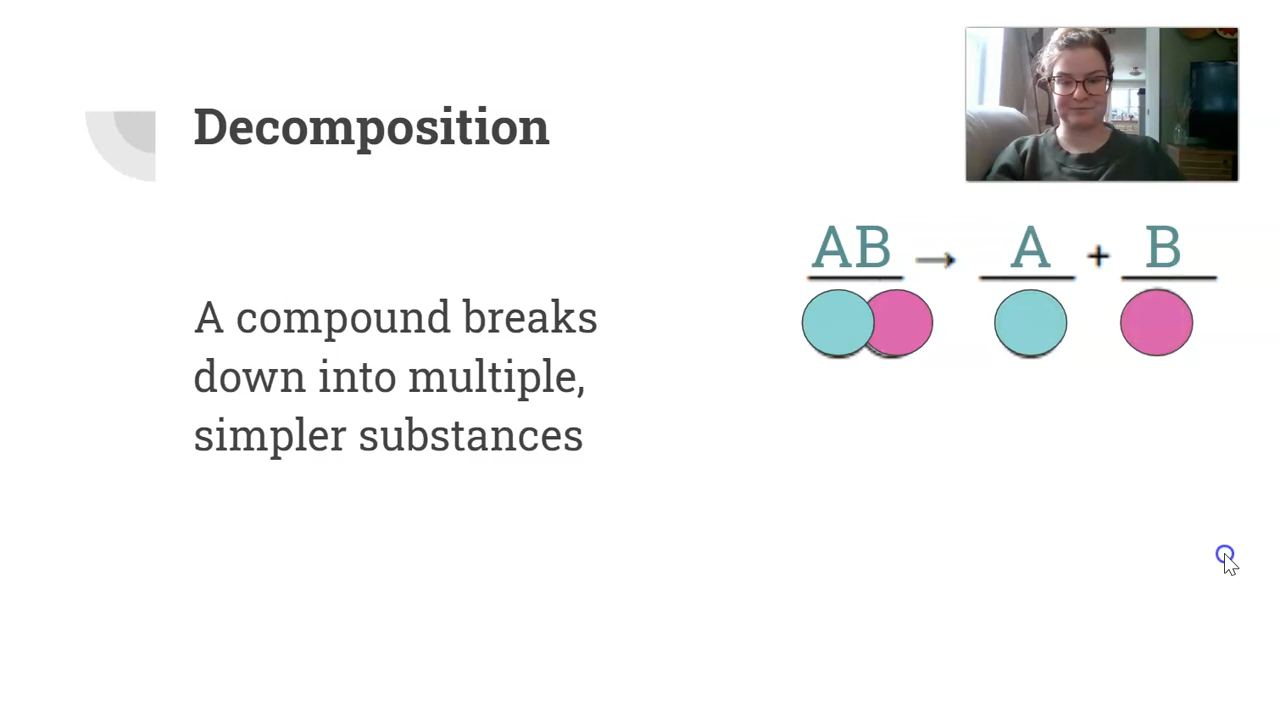 Decomposition
AB → A + B
A compound breaks
down into multiple,
simpler substances